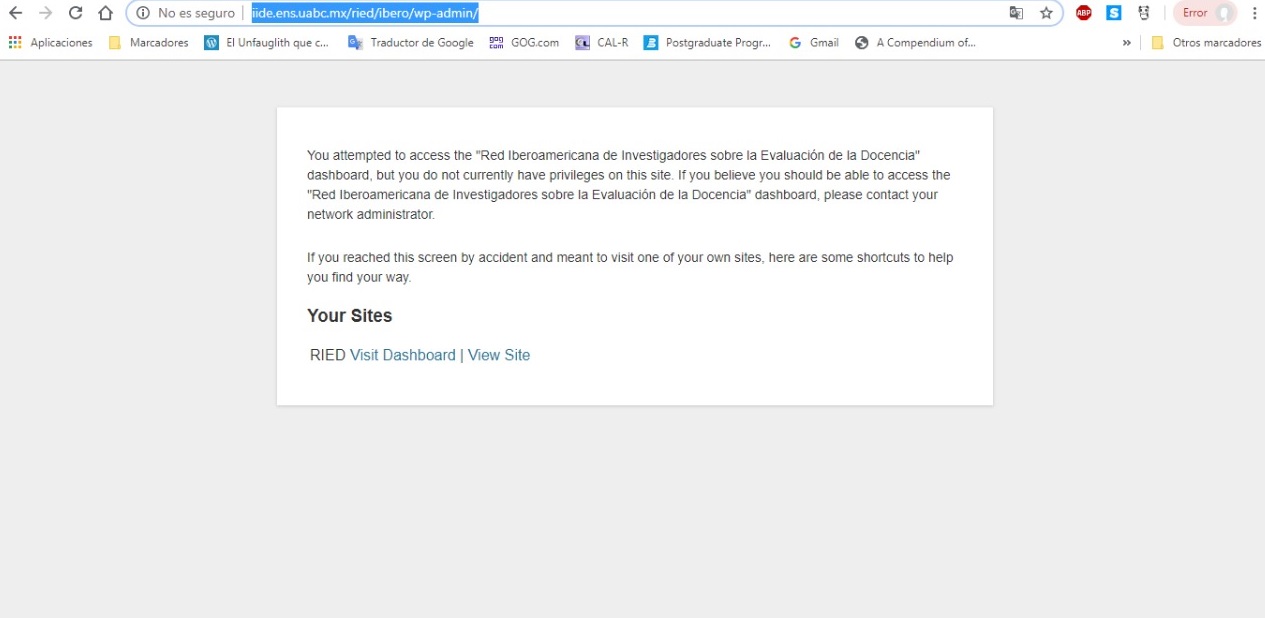 No es seguro | iide.ens.uabc.mx/ried/ibero/wp-admin/ ABP S Error
Aplicaciones Marcadores El Unfauglith que c... Traductor de Google GOG.com CAL-R Postgraduate Progr... Gmail A Compendium of... » Otros marcadores
You attempted to access the "Red Iberoamericana de Investigadores sobre la Evaluación de la Docencia"
dashboard, but you do not currently have privileges on this site. If you believe you should be able to access the
"Red Iberoamericana de Investigadores sobre la Evaluación de la Docencia" dashboard, please contact your
network administrator.
If you reached this screen by accident and meant to visit one of your own sites, here are some shortcuts to help
you find your way.
Your Sites
RIED Visit Dashboard | View Site